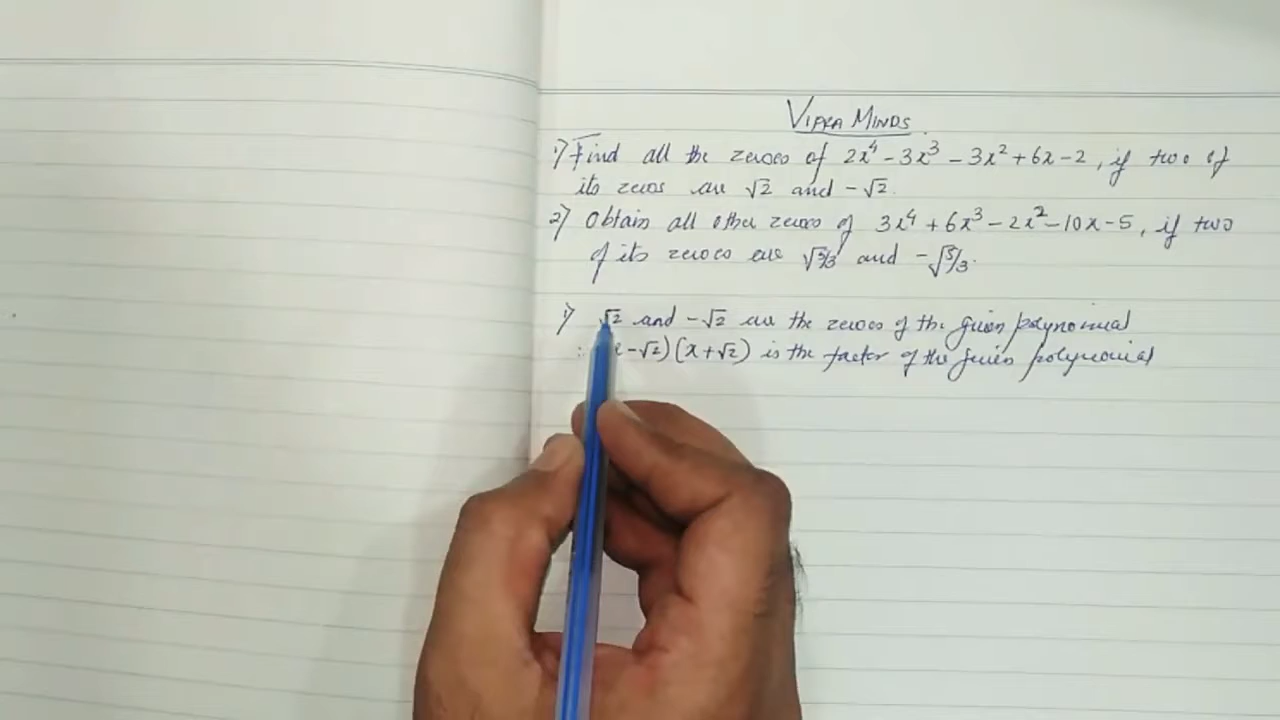 VIPRA MINDS
1) Find all the zeroes of 2x⁴ - 3x³ - 3x² + 6x - 2, if two of
its zeros are √2 and -√2.
2) Obtain all other zeroes of 3x⁴ + 6x³ - 2x² - 10x - 5, if two
of its zeroes are √5/3 and -√5/3.
1) √2 and -√2 are the zeroes of the given polynomial
∴ -√2)(x+√2) is the factor of the given polynomial